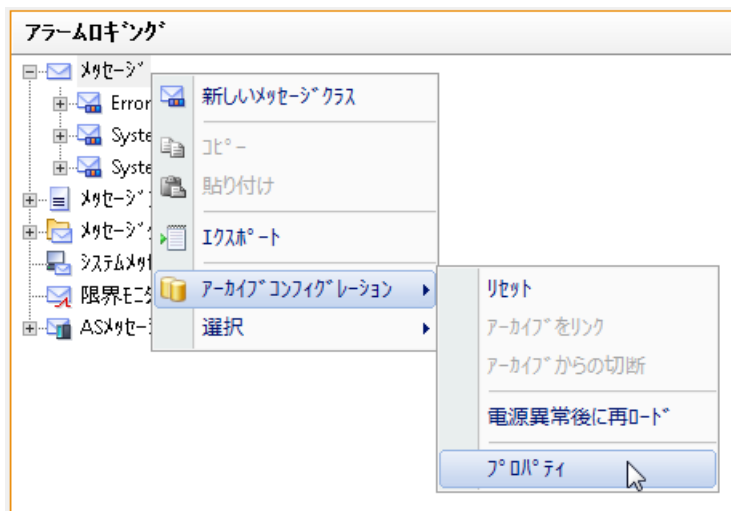 アラームロギング
メッセージ
Error
新しいメッセージクラス
Syste
コピー
Syste
貼り付け
メッセージ
メッセージ
エクスポート
システムメッセ
限界モニタ
アーカイブコンフィグレーション
リセット
ASメッセージ
選択
アーカイブをリンク
アーカイブからの切断
電源異常後に再ロード
プロパティ